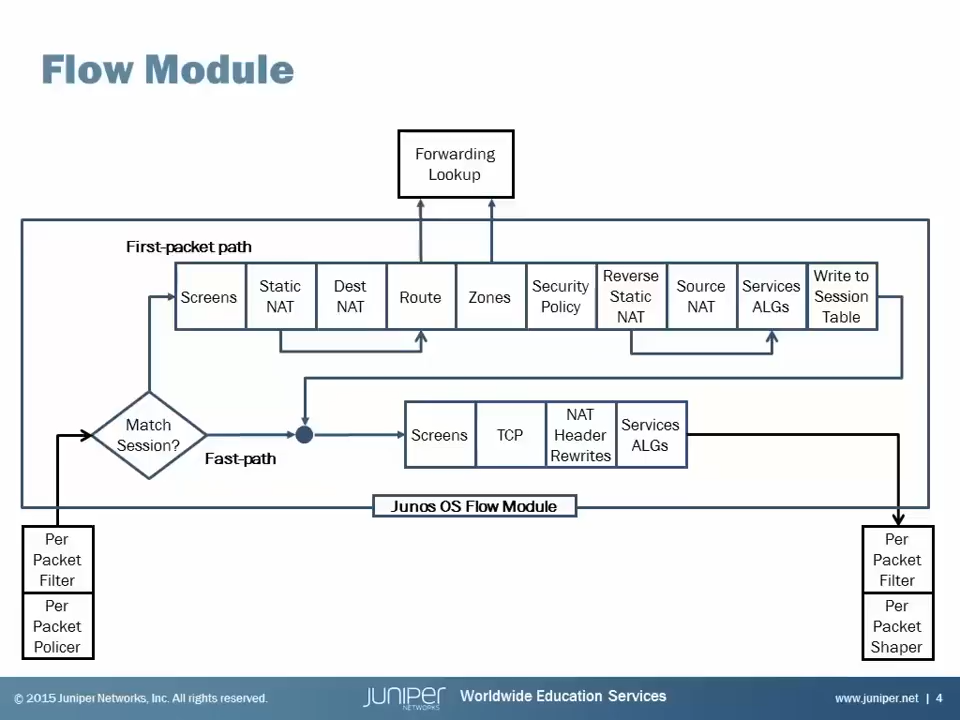 Flow Module
Forwarding
Lookup
First-packet path
Screens
Static
NAT
Dest
NAT
Route
Zones
Security
Policy
Reverse
Static
NAT
Source
NAT
Services
ALGs
Write to
Session
Table
Match
Session?
Fast-path
Screens
TCP
NAT
Header
Rewrites
Services
ALGs
Junos OS Flow Module
Per
Packet
Filter
Per
Packet
Policer
Per
Packet
Filter
Per
Packet
Shaper
© 2015 Juniper Networks, Inc. All rights reserved.
JUNIPER
NETWORKS
Worldwide Education Services
www.juniper.net | 4